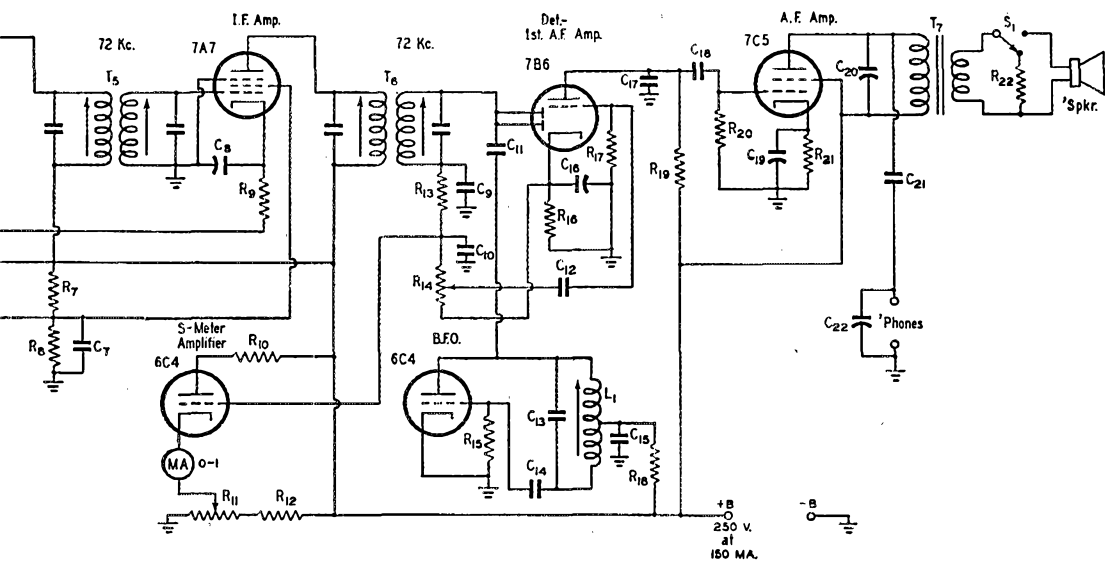 I.F. Amp.
Det.-
1st. A.F. Amp.
A.F. Amp.
72 Kc.
7A7
72 Kc.
7B6
7C5
T5
T6
T7
S1
C17
C18
C20
R22
'Spkr.
C8
R9
R13
C9
C11
C16
R17
R16
R19
R20
C19
R21
C21
C10
R14
C12
R7
R8
C7
S-Meter
Amplifier
6C4
R10
B.F.O.
6C4
C22
'Phones
L1
C13
R15
C14
C15
R18
MA
0-1
R11
R12
+B
250 V.
at
150 MA.
-B